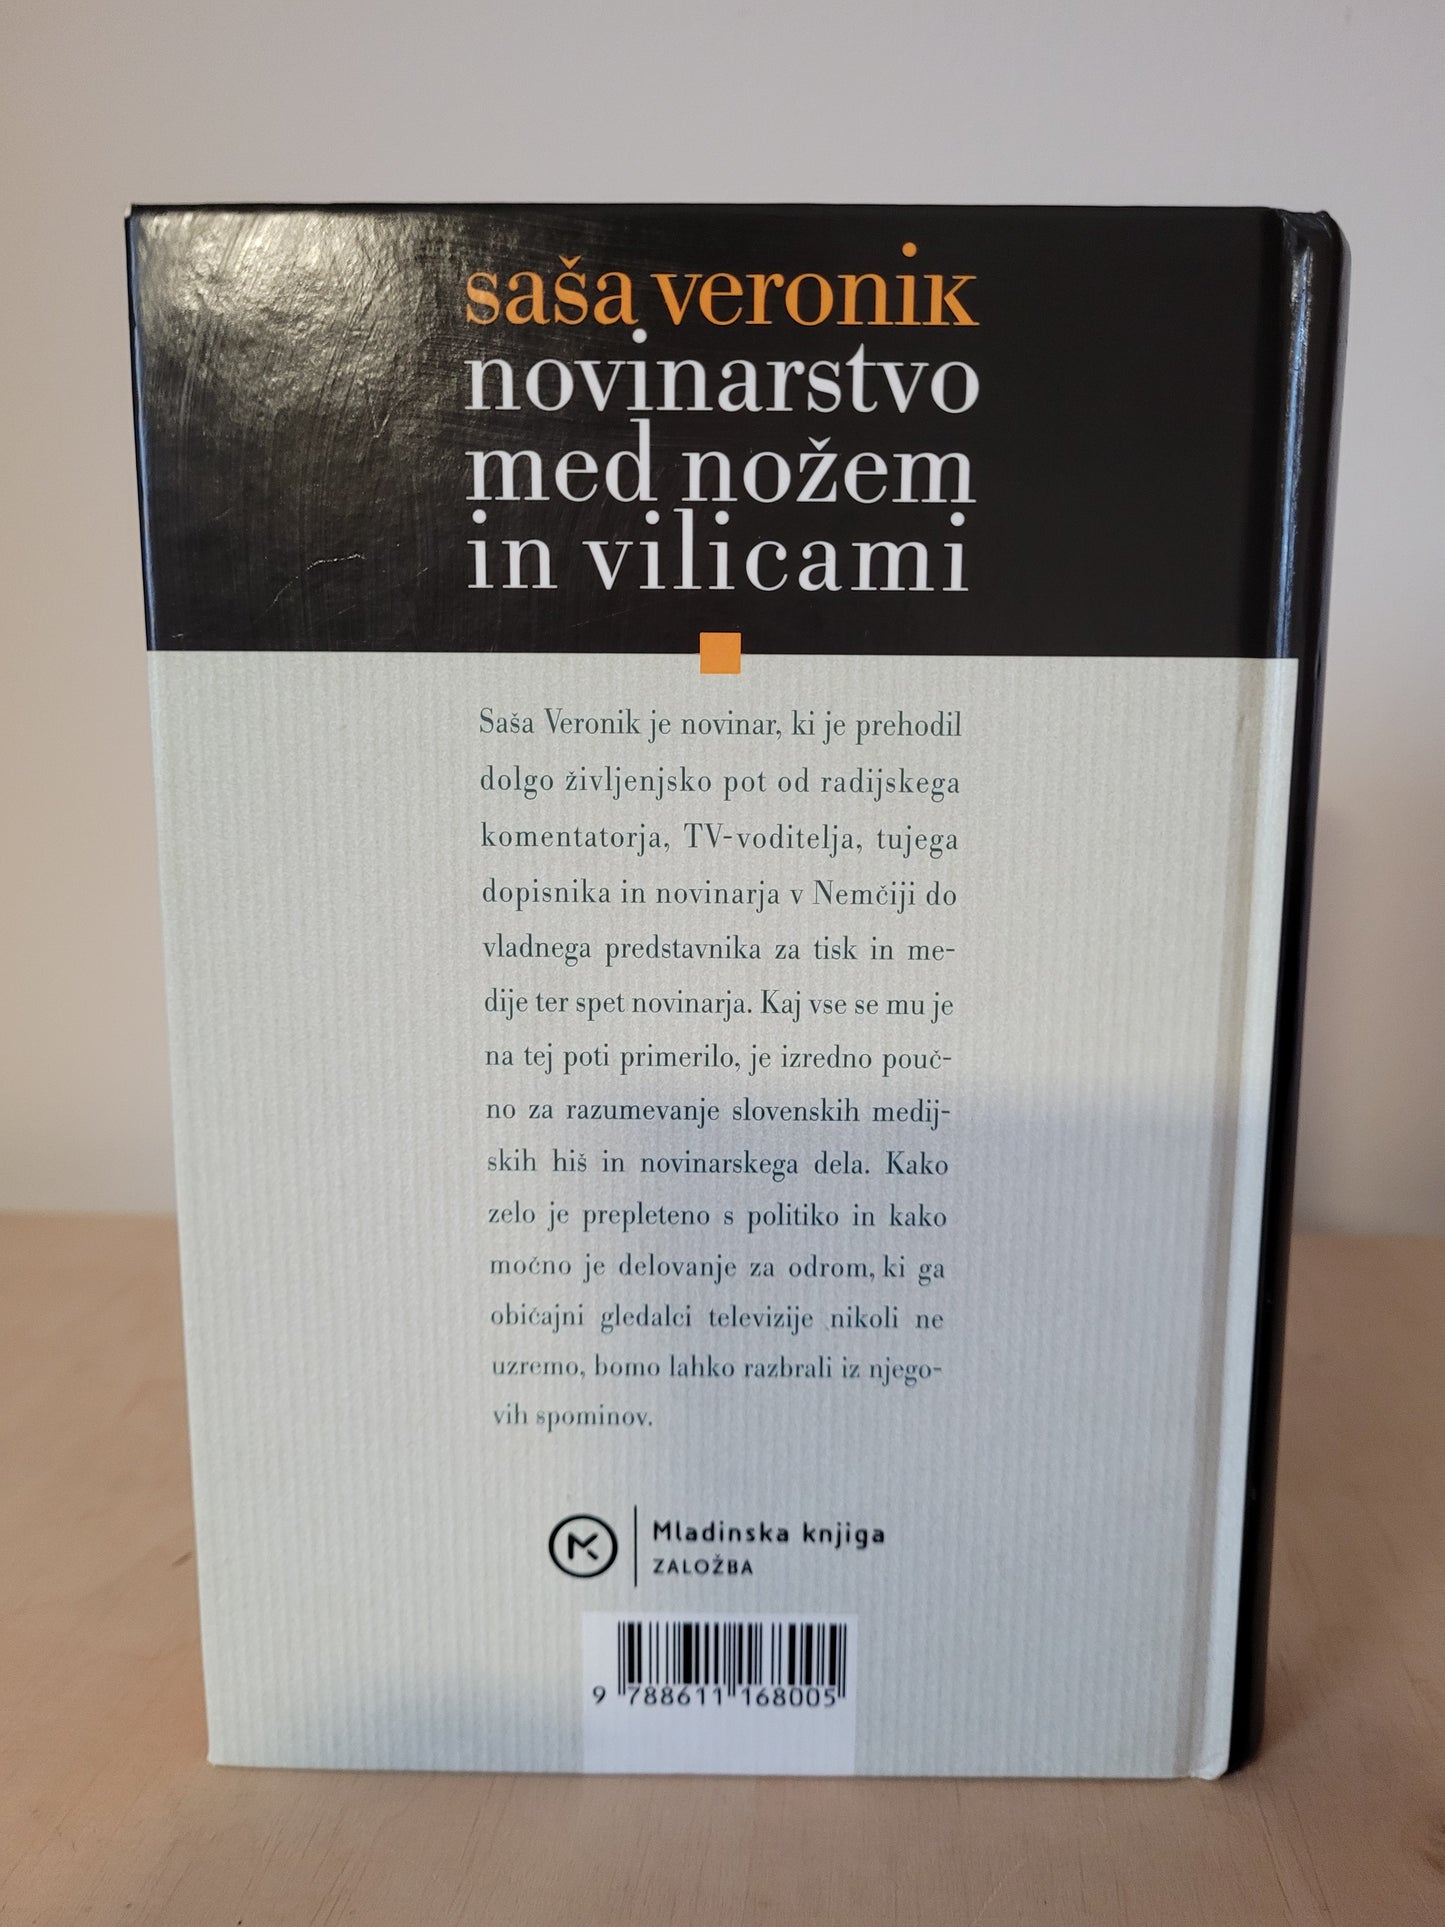 saša veronik
novinarstvo
med nožem
in vilicami
Saša Veronik je novinar, ki je prehodil
dolgo življenjsko pot od radijskega
komentatorja, TV-voditelja, tujega
dopisnika in novinarja v Nemčiji do
vladnega predstavnika za tisk in me-
dije ter spet novinarja. Kaj vse se mu je
na tej poti primerilo, je izredno pouč-
no za razumevanje slovenskih medij-
skih hiš in novinarskega dela. Kako
zelo je prepleteno s politiko in kako
močno je delovanje za odrom, ki ga
običajni gledalci televizije nikoli ne
uzremo, bomo lahko razbrali iz njego-
vih spominov.
Mladinska knjiga
ZALOŽBA
9 788611 168005